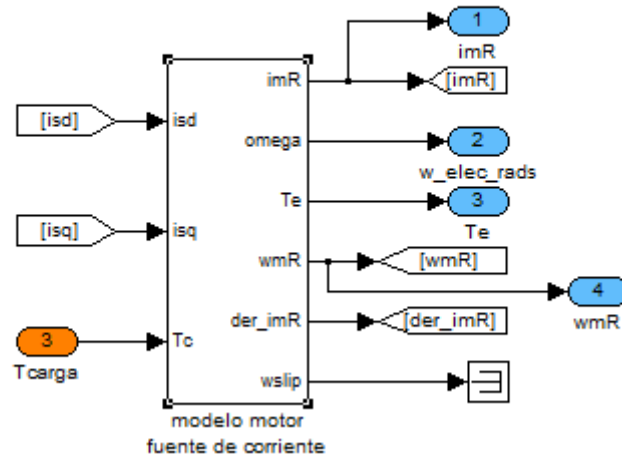 1
imR
imR
[imR]
[isd]
isd
omega
2
w_elec_rads
Te
3
Te
[isq]
isq
wmR
[wmR]
4
wmR
der_imR
[der_imR]
3
Tcarga
Tc
wslip
modelo motor
fuente de corriente